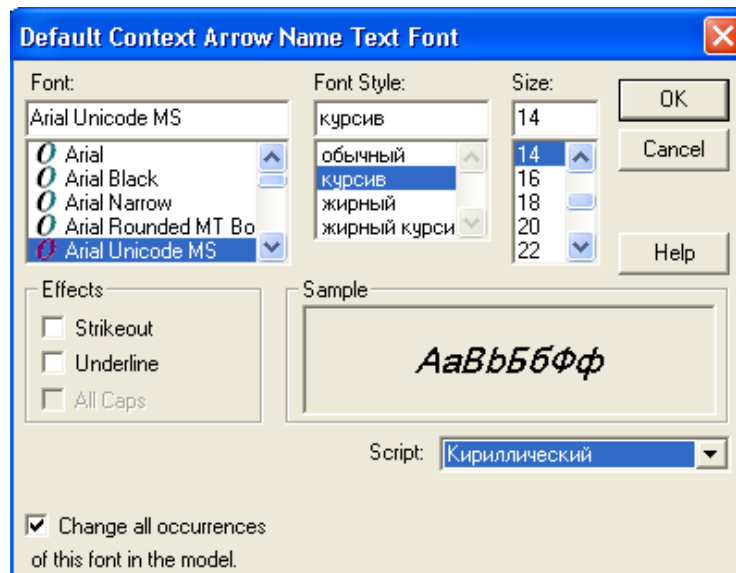 Default Context Arrow Name Text Font
Font:
Font Style:
Size:
Arial Unicode MS
курсив
14
OK
Cancel
Help
Arial
Arial Black
Arial Narrow
Arial Rounded MT Bo
Arial Unicode MS
обычный
курсив
жирный
жирный курси
14
16
18
20
22
Effects
Strikeout
Underline
All Caps
Sample
АаВbБбФф
Script:
Кириллический
Change all occurrences
of this font in the model.